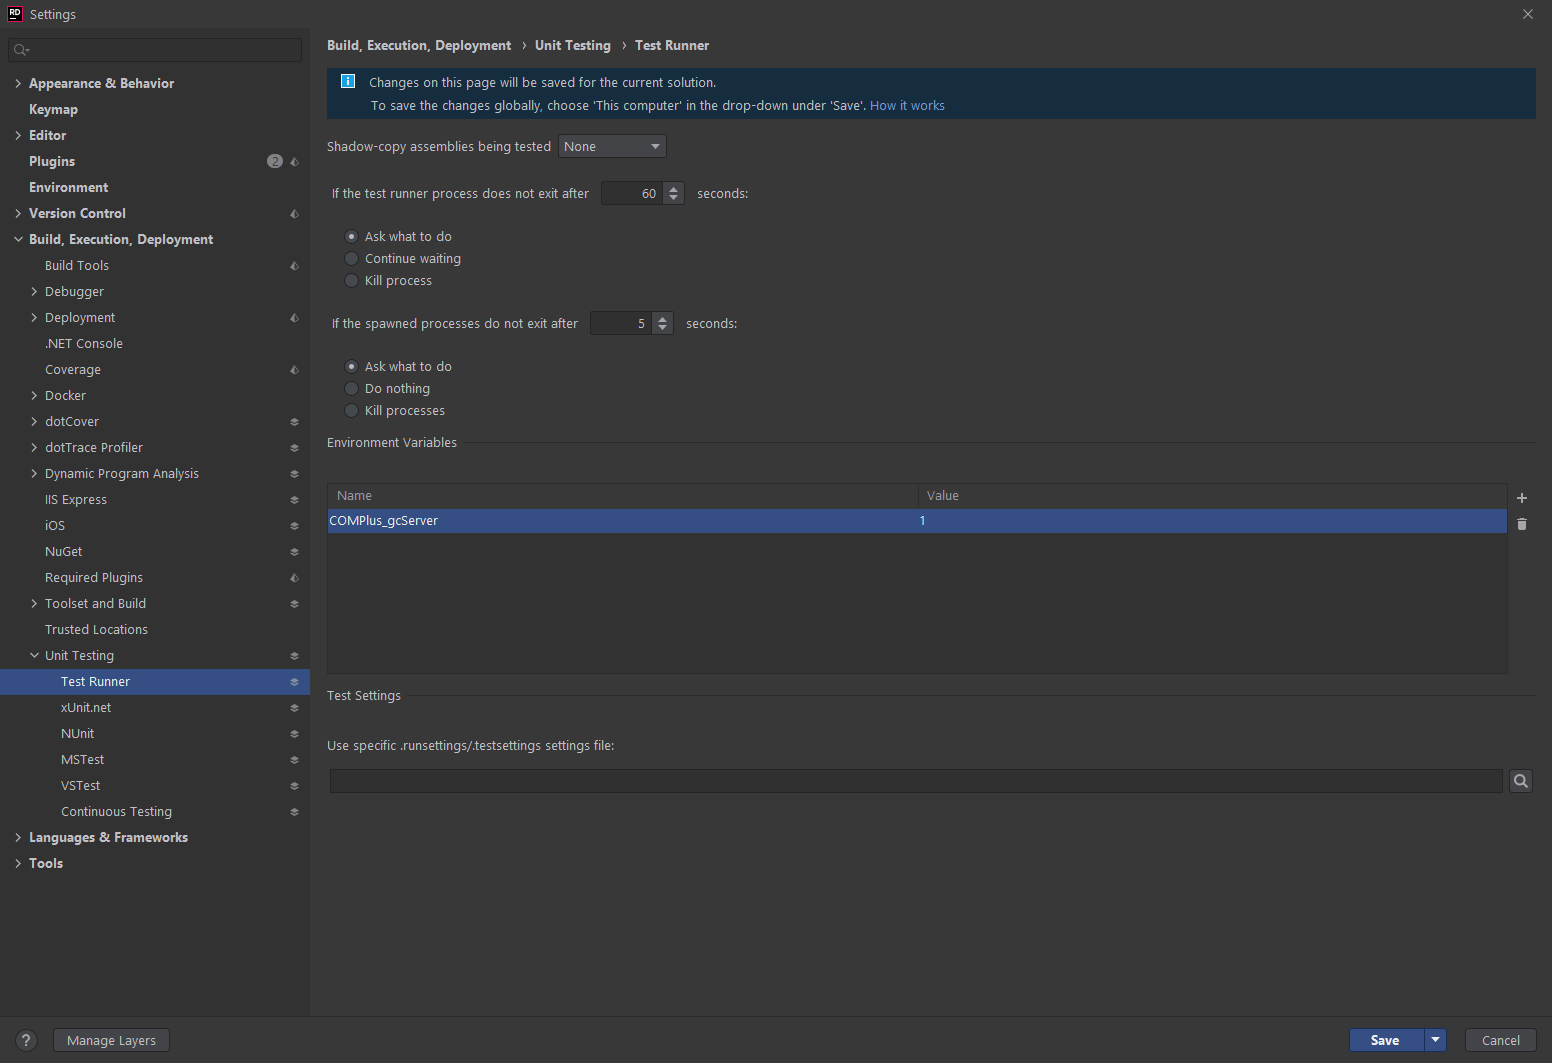 RD Settings
Appearance & Behavior
Keymap
Editor
Plugins 2
Environment
Version Control
Build, Execution, Deployment
Build Tools
Debugger
Deployment
.NET Console
Coverage
Docker
dotCover
dotTrace Profiler
Dynamic Program Analysis
IIS Express
iOS
NuGet
Required Plugins
Toolset and Build
Trusted Locations
Unit Testing
Test Runner
xUnit.net
NUnit
MSTest
VSTest
Continuous Testing
Languages & Frameworks
Tools
Build, Execution, Deployment › Unit Testing › Test Runner
Changes on this page will be saved for the current solution.
To save the changes globally, choose 'This computer' in the drop-down under 'Save'. How it works
Shadow-copy assemblies being tested None
If the test runner process does not exit after 60 seconds:
Ask what to do
Continue waiting
Kill process
If the spawned processes do not exit after 5 seconds:
Ask what to do
Do nothing
Kill processes
Environment Variables
Name Value
COMPlus_gcServer 1
Test Settings
Use specific .runsettings/.testsettings settings file:
? Manage Layers Save Cancel